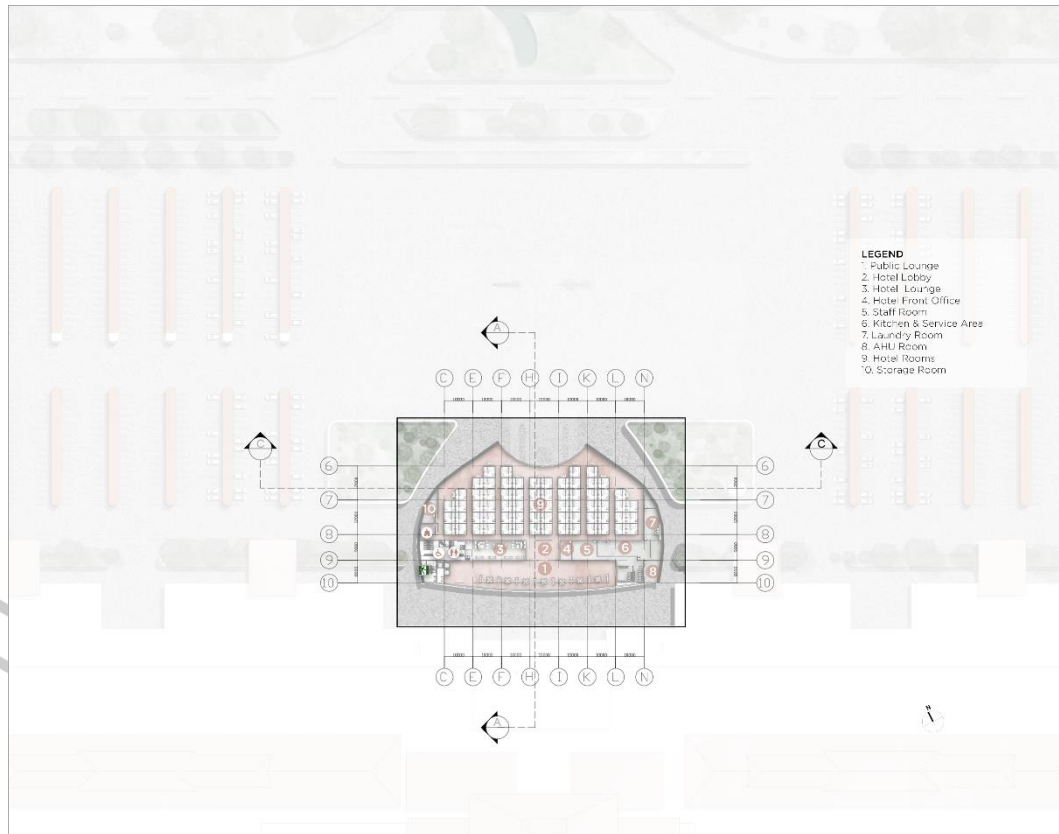 LEGEND
1. Public Lounge
2. Hotel Lobby
3. Hotel Lounge
4. Hotel Front Office
5. Staff Room
6. Kitchen & Service Area
7. Laundry Room
8. AHU Room
9. Hotel Rooms
10. Storage Room
A
C E F H I K L N
C C
6 6
7 7
10
9
7
8 8
3 2 4 5 6
9 9
1 8
10 10
C E F H I K L N
A
N